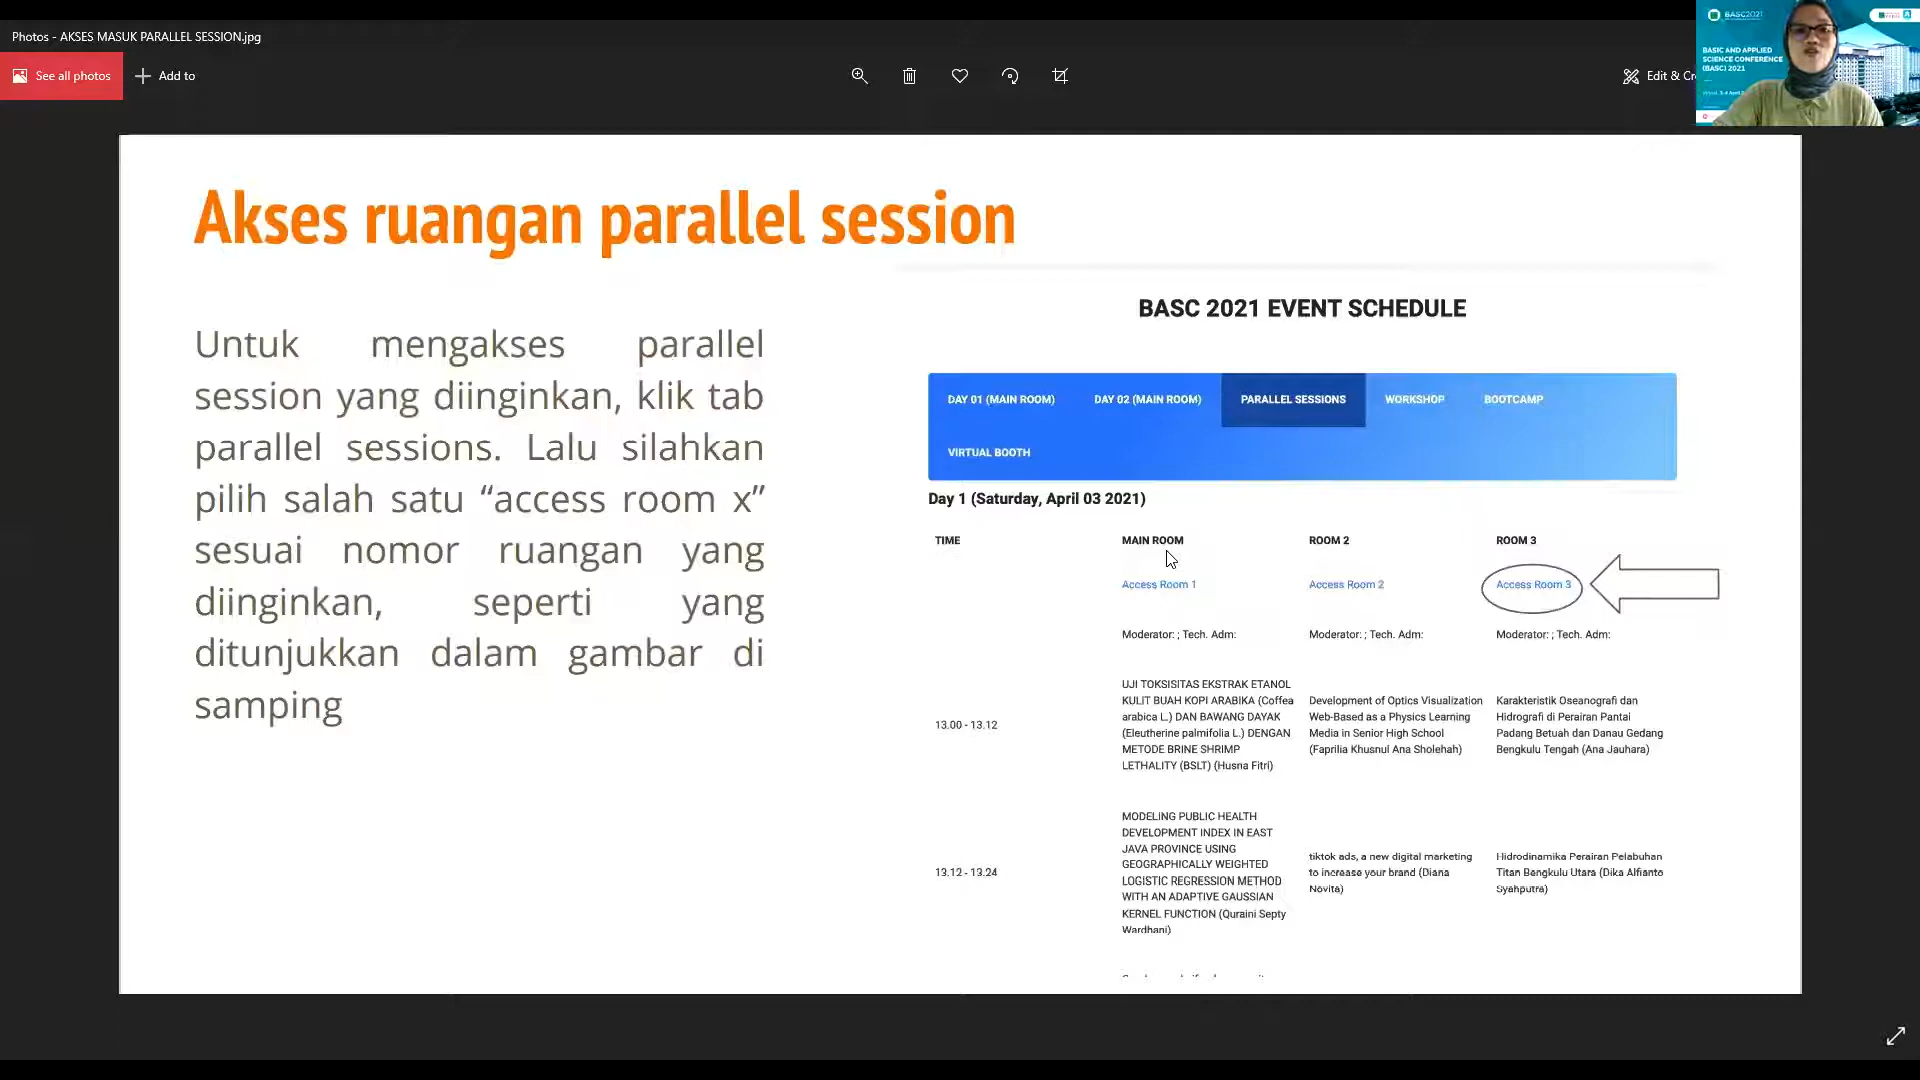 Photos - AKSES MASUK PARALLEL SESSION.jpg
See all photos
Add to
Edit & Cr
BASC2021
BASIC AND APPLIED
SCIENCE CONFERENCE
(BASC) 2021
Akses ruangan parallel session
Untuk mengakses parallel
session yang diinginkan, klik tab
parallel sessions. Lalu silahkan
pilih salah satu “access room x”
sesuai nomor ruangan yang
diinginkan, seperti yang
ditunjukkan dalam gambar di
samping
BASC 2021 EVENT SCHEDULE
DAY 01 (MAIN ROOM) DAY 02 (MAIN ROOM) PARALLEL SESSIONS WORKSHOP BOOTCAMP
VIRTUAL BOOTH
Day 1 (Saturday, April 03 2021)
TIME MAIN ROOM ROOM 2 ROOM 3
Access Room 1 Access Room 2 Access Room 3
Moderator: ; Tech. Adm: Moderator: ; Tech. Adm: Moderator: ; Tech. Adm:
13.00 - 13.12
UJI TOKSISITAS EKSTRAK ETANOL
KULIT BUAH KOPI ARABIKA (Coffea
arabica L.) DAN BAWANG DAYAK
(Eleutherine palmifolia L.) DENGAN
METODE BRINE SHRIMP
LETHALITY (BSLT) (Husna Fitri)
Development of Optics Visualization
Web-Based as a Physics Learning
Media in Senior High School
(Faprilia Khusnul Ana Sholehah)
Karakteristik Oseanografi dan
Hidrografi di Perairan Pantai
Padang Betuah dan Danau Gedang
Bengkulu Tengah (Ana Jauhara)
13.12 - 13.24
MODELING PUBLIC HEALTH
DEVELOPMENT INDEX IN EAST
JAVA PROVINCE USING
GEOGRAPHICALLY WEIGHTED
LOGISTIC REGRESSION METHOD
WITH AN ADAPTIVE GAUSSIAN
KERNEL FUNCTION (Quraini Septy
Wardhani)
tiktok ads, a new digital marketing
to increase your brand (Diana
Novita)
Hidrodinamika Perairan Pelabuhan
Titan Bengkulu Utara (Dika Alfianto
Syahputra)